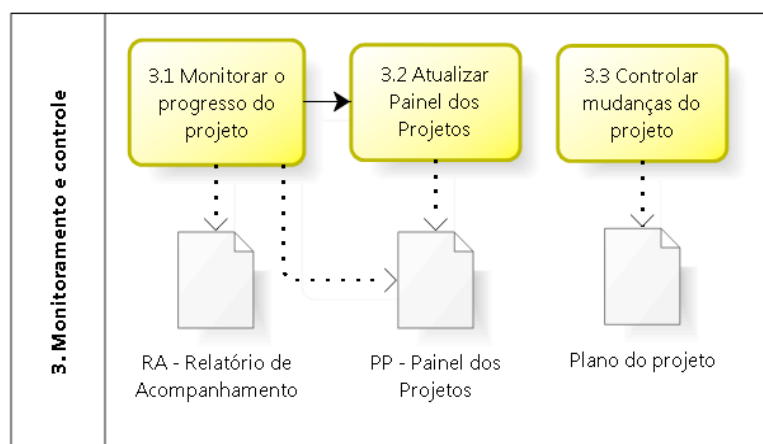 3. Monitoramento e controle
3.1 Monitorar o
progresso do
projeto
3.2 Atualizar
Painel dos
Projetos
3.3 Controlar
mudanças do
projeto
RA - Relatório de
Acompanhamento
PP - Painel dos
Projetos
Plano do projeto